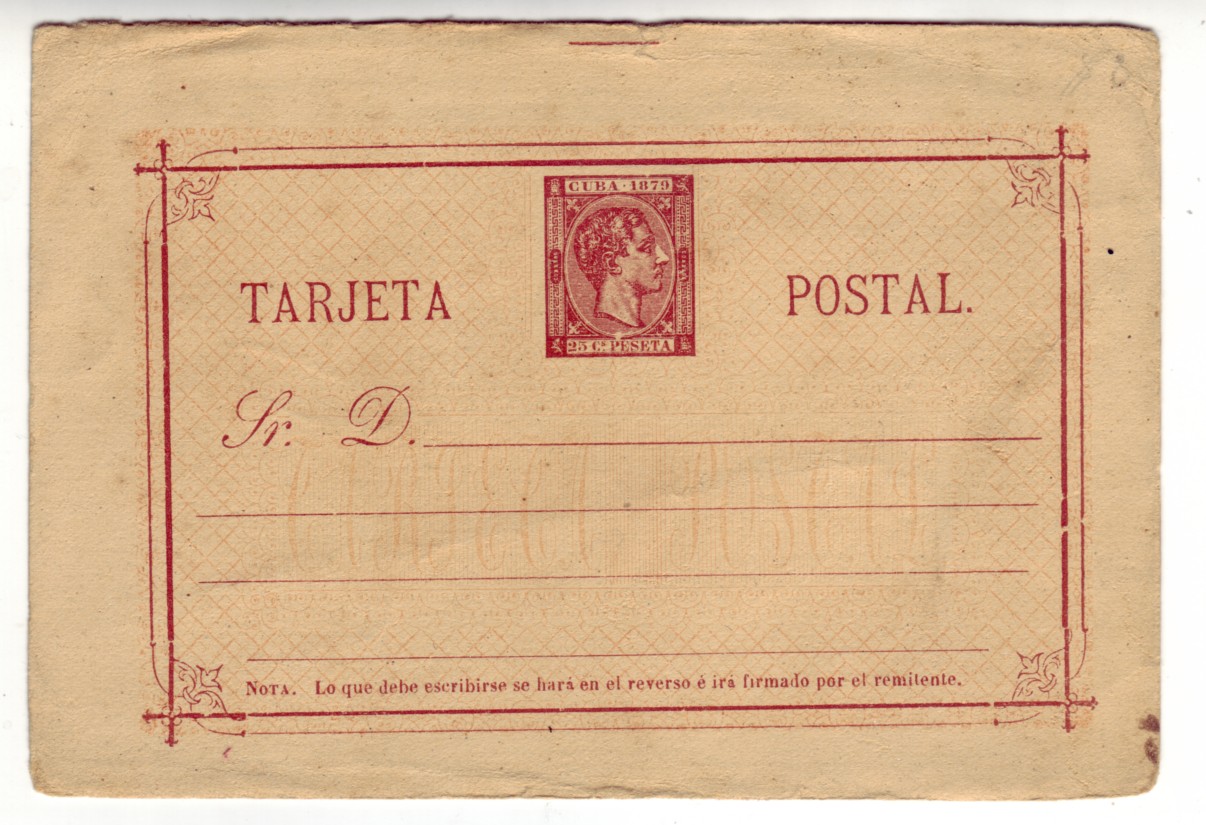 CUBA · 1879
25 Cs PESETA
TARJETA POSTAL.
Sr. D.
CORREO
NOTA. Lo que debe escribirse se hará en el reverso é irá firmado por el remitente.